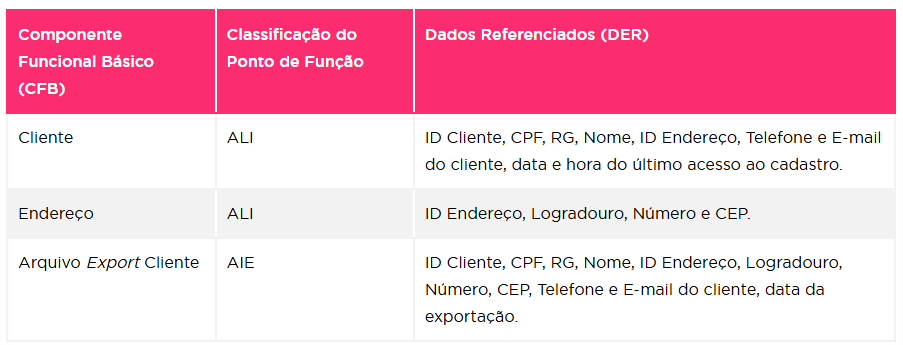 Componente
Funcional Básico
(CFB)
Classificação do
Ponto de Função
Dados Referenciados (DER)
Cliente
ALI
ID Cliente, CPF, RG, Nome, ID Endereço, Telefone e E-mail
do cliente, data e hora do último acesso ao cadastro.
Endereço
ALI
ID Endereço, Logradouro, Número e CEP.
Arquivo Export Cliente
AIE
ID Cliente, CPF, RG, Nome, ID Endereço, Logradouro,
Número, CEP, Telefone e E-mail do cliente, data da
exportação.